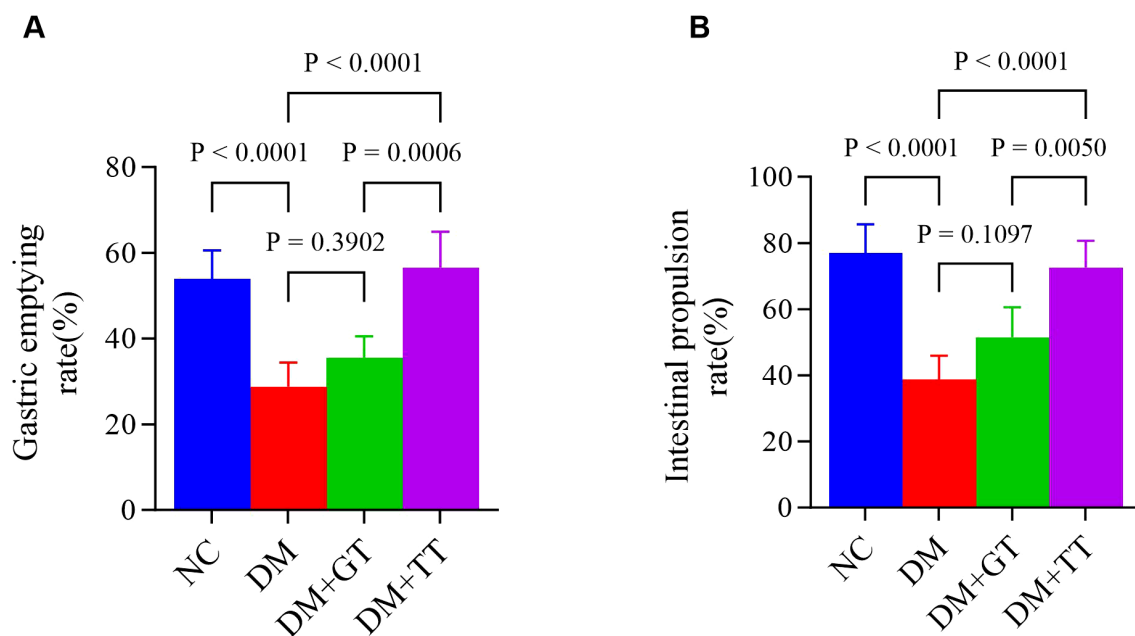 A
P < 0.0001
P < 0.0001
P = 0.0006
P = 0.3902
Gastric emptying
rate(%)
80
60
40
20
0
NC
DM
DM+GT
DM+TT
B
P < 0.0001
P < 0.0001
P = 0.0050
P = 0.1097
Intestinal propulsion
rate(%)
100
80
60
40
20
0
NC
DM
DM+GT
DM+TT